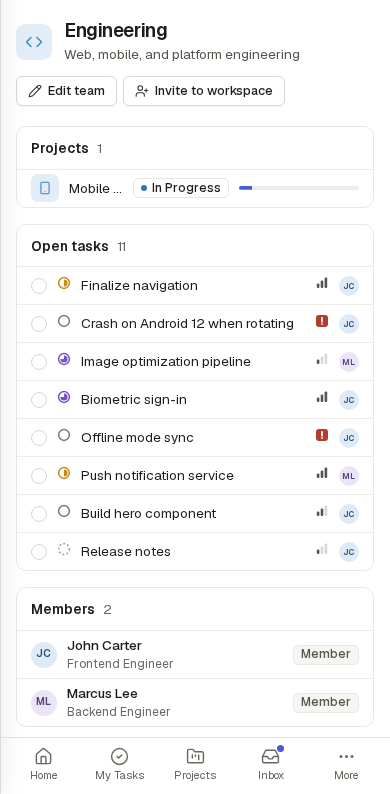 Engineering
Web, mobile, and platform engineering
Edit team
Invite to workspace
Projects 1
Mobile ... In Progress
Open tasks 11
Finalize navigation JC
Crash on Android 12 when rotating ! JC
Image optimization pipeline ML
Biometric sign-in JC
Offline mode sync ! JC
Push notification service ML
Build hero component JC
Release notes JC
Members 2
JC John Carter Member
Frontend Engineer
ML Marcus Lee Member
Backend Engineer
Home My Tasks Projects Inbox More